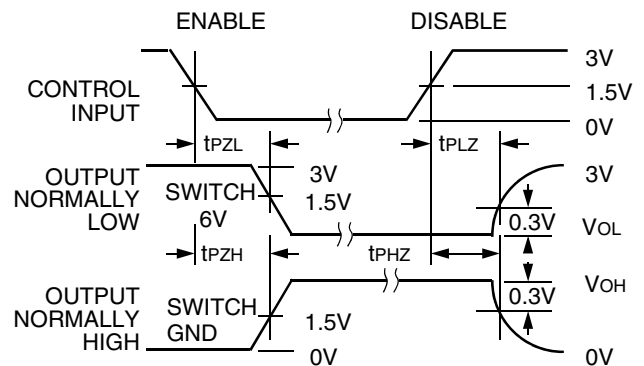 ENABLE DISABLE
3V
CONTROL INPUT 1.5V
0V
tPZL tPLZ
OUTPUT NORMALLY LOW
SWITCH 6V
3V
1.5V
3V
0.3V
VOL
tPZH tPHZ
OUTPUT NORMALLY HIGH
SWITCH GND
1.5V
0V
VOH
0.3V
0V